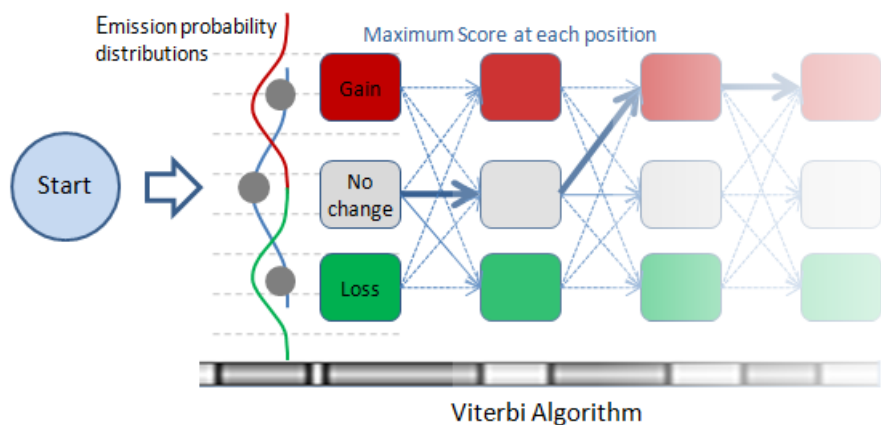 Emission probability
distributions
Maximum Score at each position
Gain
Start
No
change
Loss
Viterbi Algorithm